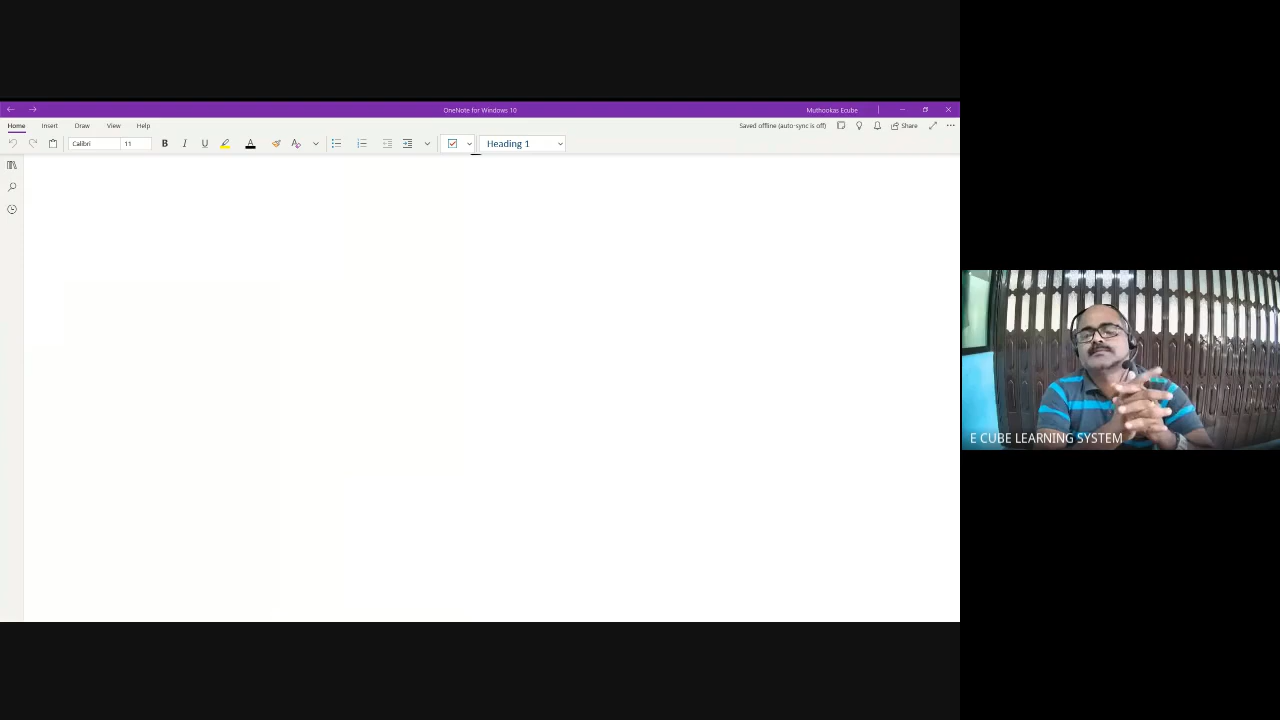 OneNote for Windows 10
Muthookas Ecube
Home Insert Draw View Help
Saved offline (auto-sync is off)
Share
Calibri 11 B I U A A Heading 1
E CUBE LEARNING SYSTEM